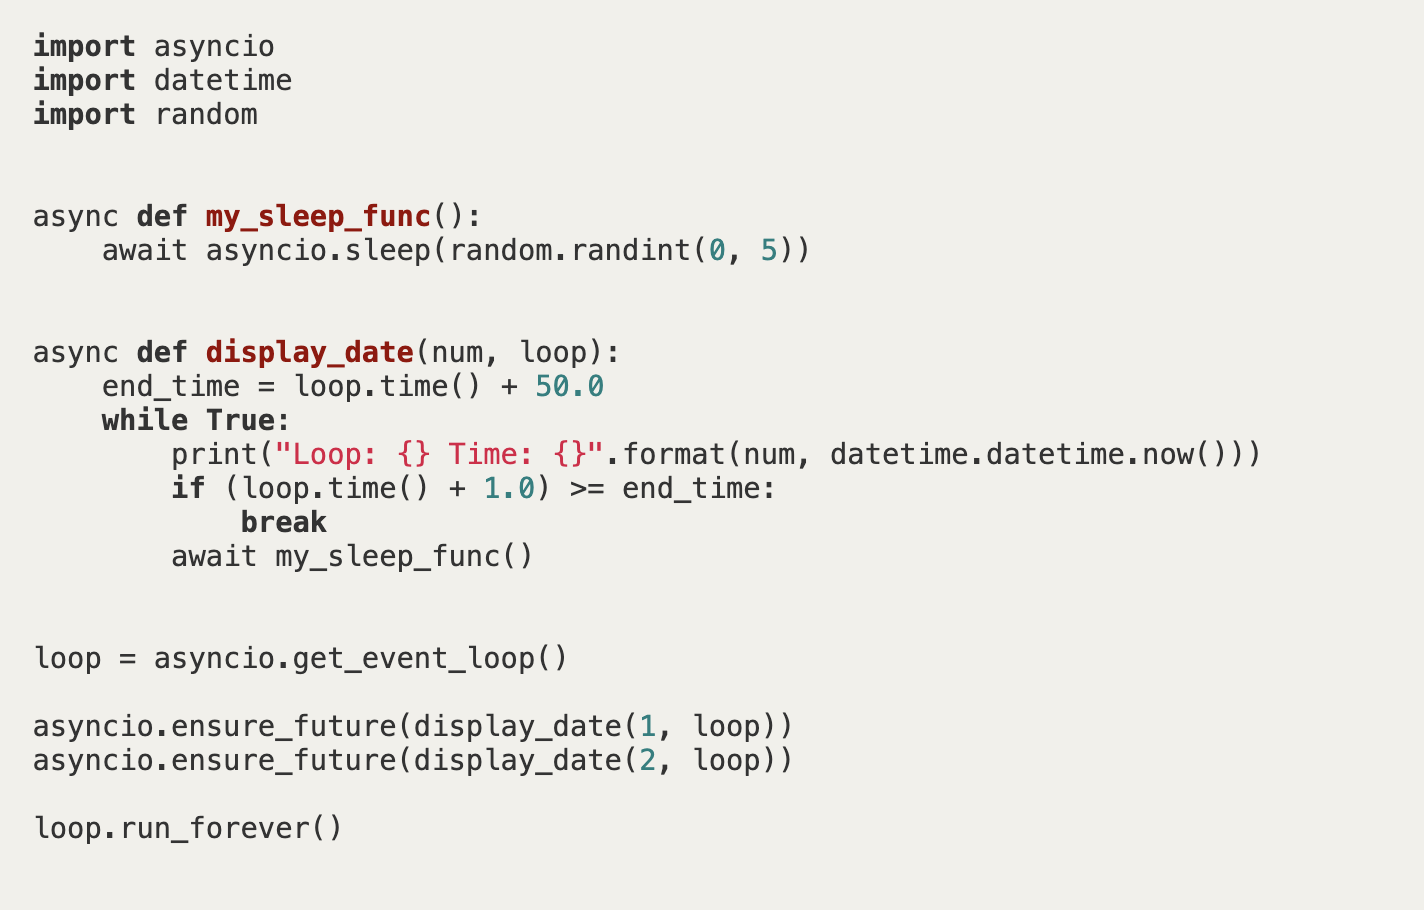 import asyncio
import datetime
import random
async def my_sleep_func():
    await asyncio.sleep(random.randint(0, 5))
async def display_date(num, loop):
    end_time = loop.time() + 50.0
    while True:
        print("Loop: {} Time: {}".format(num, datetime.datetime.now()))
        if (loop.time() + 1.0) >= end_time:
            break
        await my_sleep_func()
loop = asyncio.get_event_loop()
asyncio.ensure_future(display_date(1, loop))
asyncio.ensure_future(display_date(2, loop))
loop.run_forever()